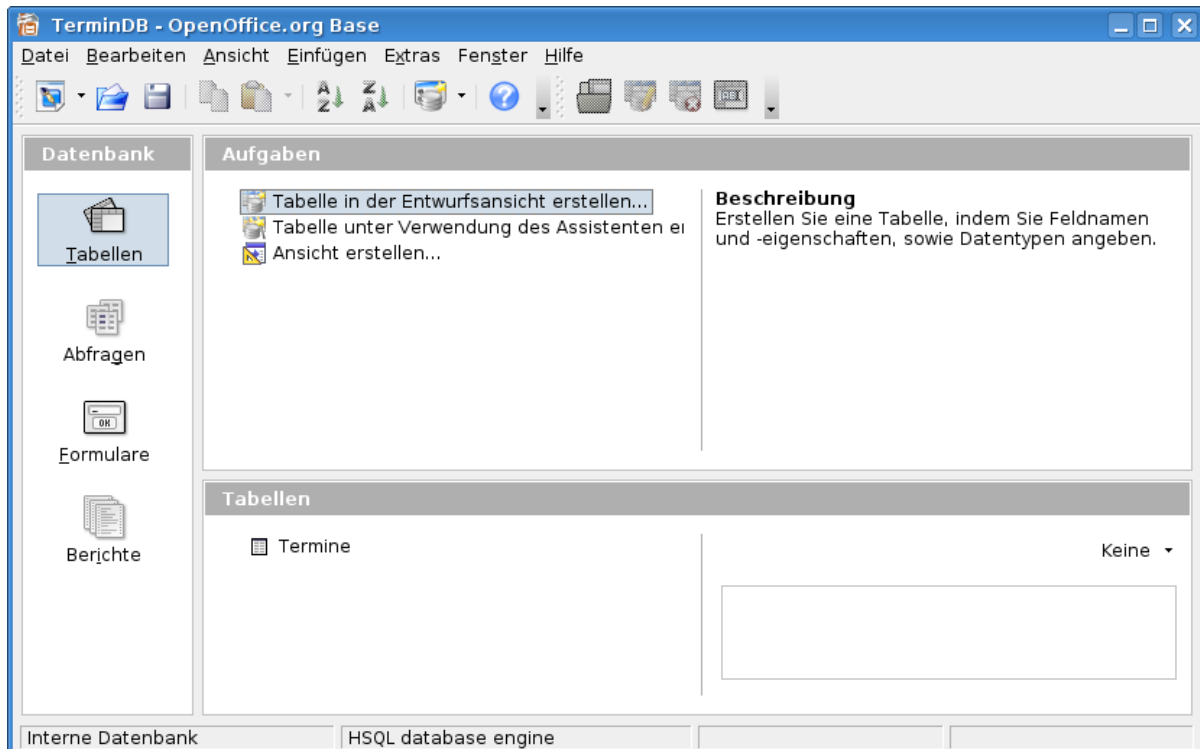 TerminDB - OpenOffice.org Base
Datei Bearbeiten Ansicht Einfügen Extras Fenster Hilfe
Datenbank
Tabellen
Abfragen
Formulare
Berichte
Aufgaben
Tabelle in der Entwurfsansicht erstellen...
Tabelle unter Verwendung des Assistenten
Ansicht erstellen...
Beschreibung
Erstellen Sie eine Tabelle, indem Sie Feldnamen
und -eigenschaften, sowie Datentypen angeben.
Tabellen
Termine
Keine
Interne Datenbank
HSQL database engine